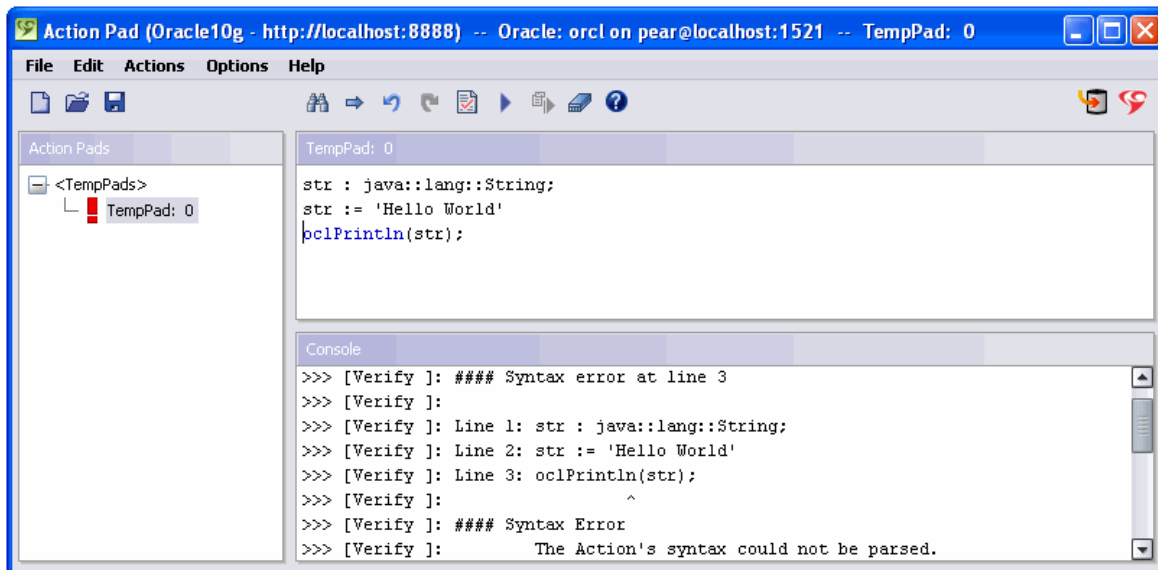 Action Pad (Oracle10g - http://localhost:8888) -- Oracle: orcl on pear@localhost:1521 -- TempPad: 0
File Edit Actions Options Help
Action Pads
<TempPads>
TempPad: 0
TempPad: 0
str : java::lang::String;
str := 'Hello World'
oclPrintln(str);
Console
>>> [Verify ]: #### Syntax error at line 3
>>> [Verify ]:
>>> [Verify ]: Line 1: str : java::lang::String;
>>> [Verify ]: Line 2: str := 'Hello World'
>>> [Verify ]: Line 3: oclPrintln(str);
>>> [Verify ]: ^
>>> [Verify ]: #### Syntax Error
>>> [Verify ]: The Action's syntax could not be parsed.